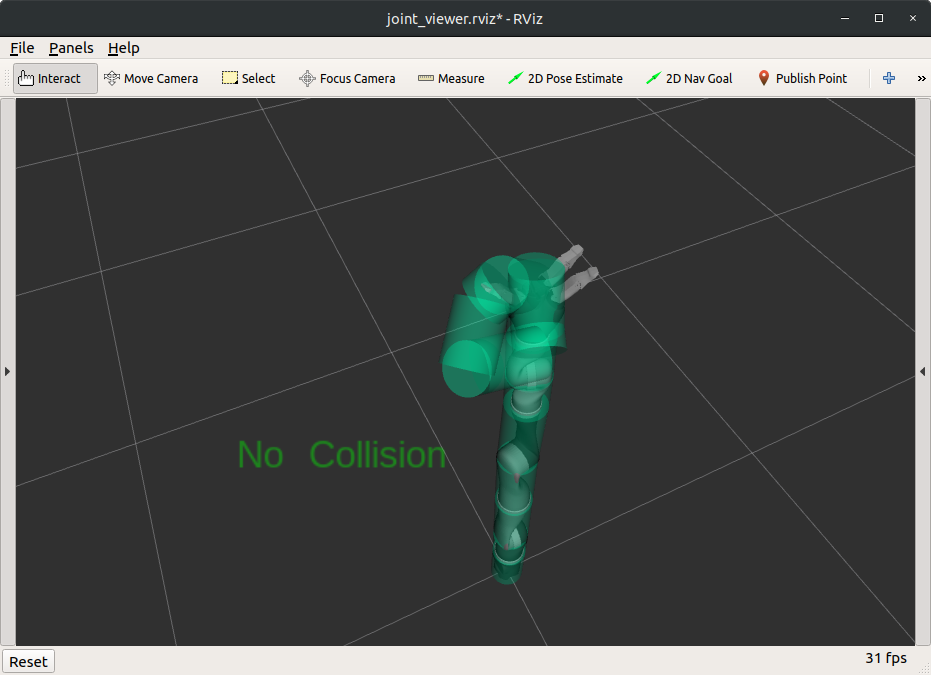 joint_viewer.rviz* - RViz
File Panels Help
Interact Move Camera Select Focus Camera Measure 2D Pose Estimate 2D Nav Goal Publish Point »
No Collision
Reset 31 fps